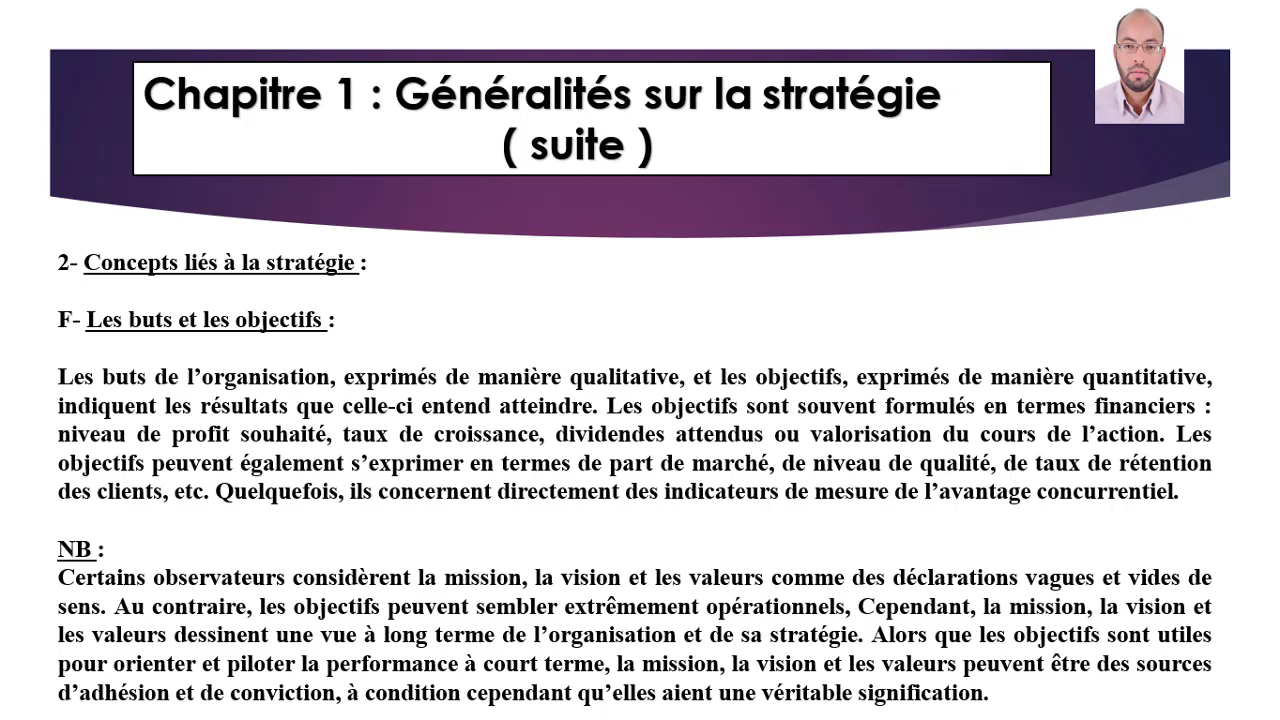 Chapitre 1 : Généralités sur la stratégie
( suite )
2- Concepts liés à la stratégie :
F- Les buts et les objectifs :
Les buts de l’organisation, exprimés de manière qualitative, et les objectifs, exprimés de manière quantitative,
indiquent les résultats que celle-ci entend atteindre. Les objectifs sont souvent formulés en termes financiers :
niveau de profit souhaité, taux de croissance, dividendes attendus ou valorisation du cours de l’action. Les
objectifs peuvent également s’exprimer en termes de part de marché, de niveau de qualité, de taux de rétention
des clients, etc. Quelquefois, ils concernent directement des indicateurs de mesure de l’avantage concurrentiel.
NB :
Certains observateurs considèrent la mission, la vision et les valeurs comme des déclarations vagues et vides de
sens. Au contraire, les objectifs peuvent sembler extrêmement opérationnels, Cependant, la mission, la vision et
les valeurs dessinent une vue à long terme de l’organisation et de sa stratégie. Alors que les objectifs sont utiles
pour orienter et piloter la performance à court terme, la mission, la vision et les valeurs peuvent être des sources
d’adhésion et de conviction, à condition cependant qu’elles aient une véritable signification.